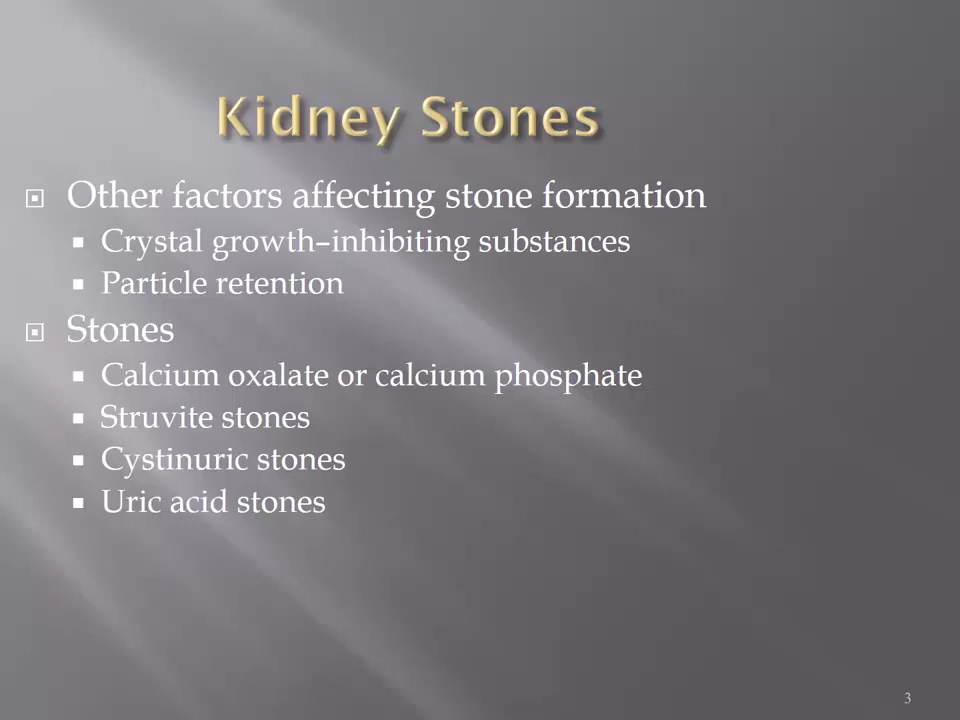 Kidney Stones
Other factors affecting stone formation
Crystal growth–inhibiting substances
Particle retention
Stones
Calcium oxalate or calcium phosphate
Struvite stones
Cystinuric stones
Uric acid stones
3